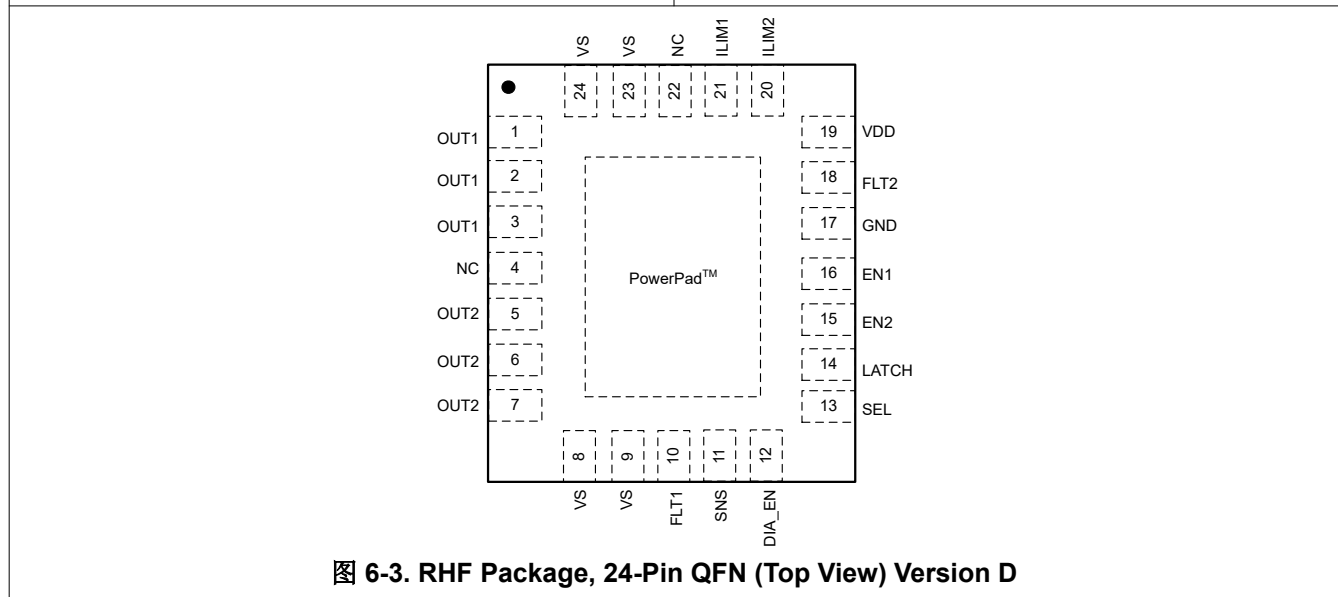 VS
VS
NC
ILIM1
ILIM2
24
23
22
21
20
OUT1 1
19 VDD
OUT1 2
18 FLT2
OUT1 3
17 GND
NC 4
PowerPad™
16 EN1
OUT2 5
15 EN2
OUT2 6
14 LATCH
OUT2 7
13 SEL
8
9
10
11
12
VS
VS
FLT1
SNS
DIA_EN
图 6-3. RHF Package, 24-Pin QFN (Top View) Version D